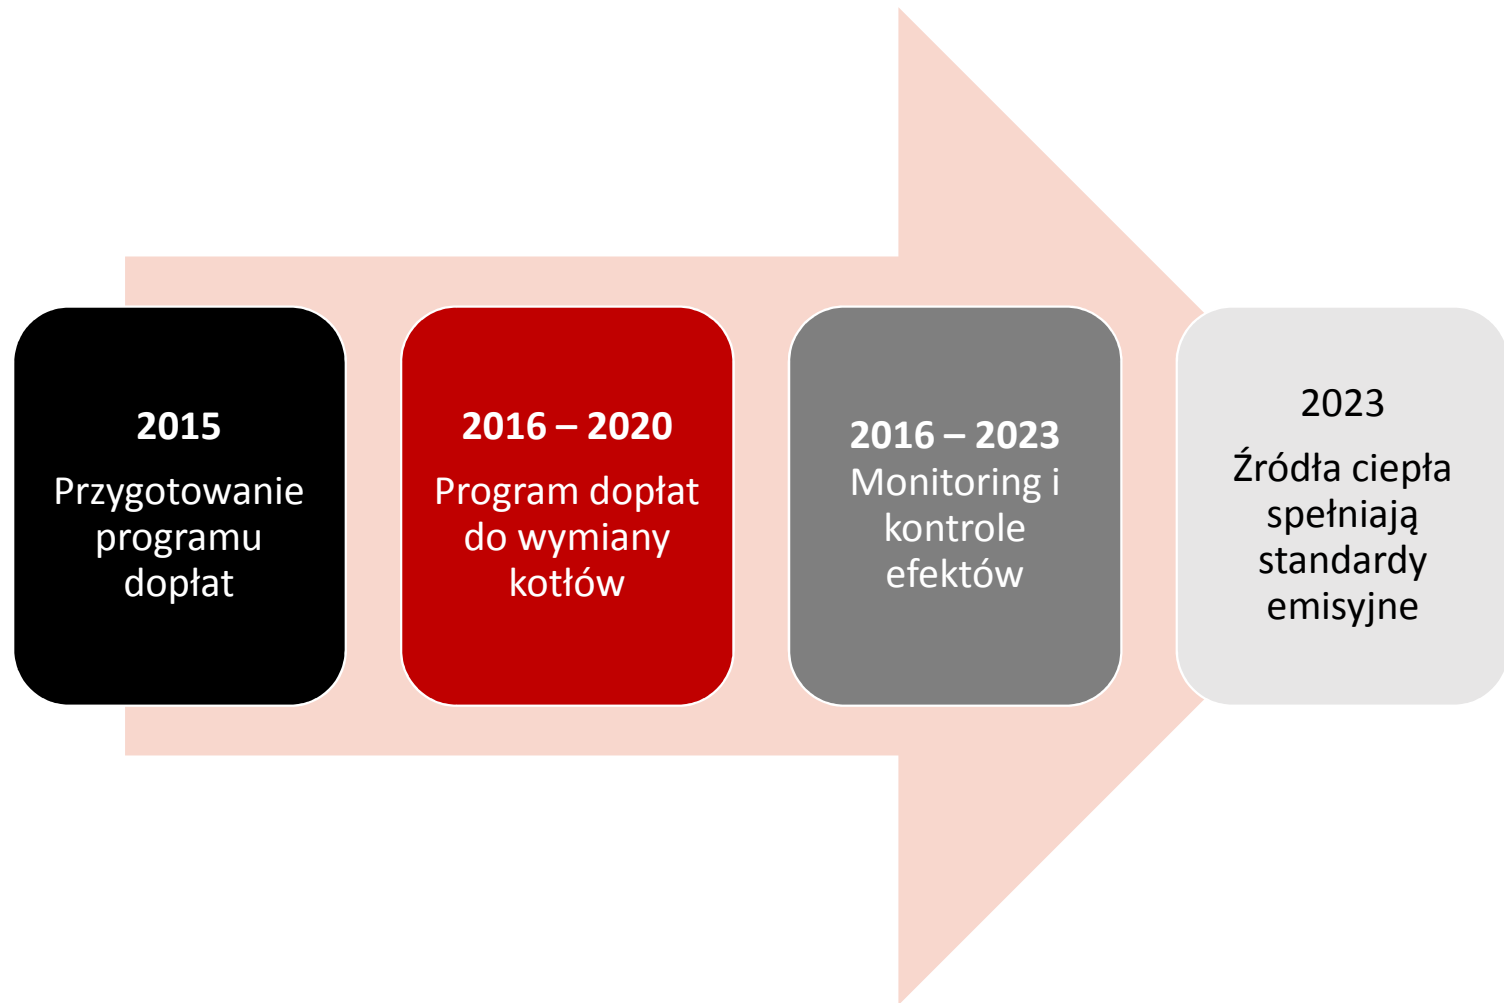 2015
Przygotowanie
programu
dopłat
2016 – 2020
Program dopłat
do wymiany
kotłów
2016 – 2023
Monitoring i
kontrole
efektów
2023
Źródła ciepła
spełniają
standardy
emisyjne